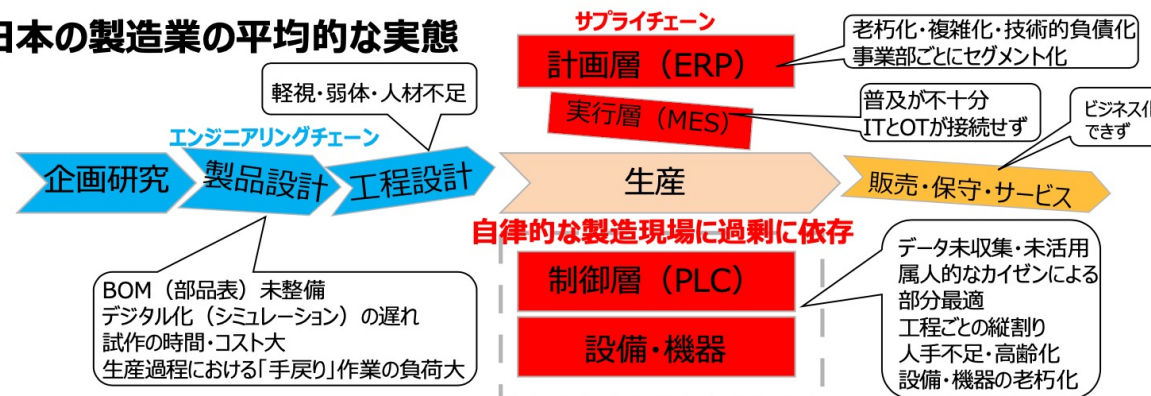 日本の製造業の平均的な実態
サプライチェーン
計画層（ERP）
老朽化・複雑化・技術的負債化
事業部ごとにセグメント化
軽視・弱体・人材不足
実行層（MES）
普及が不十分
ITとOTが接続せず
ビジネス化
できず
エンジニアリングチェーン
企画研究
製品設計
工程設計
生産
販売・保守・サービス
自律的な製造現場に過剰に依存
BOM（部品表）未整備
デジタル化（シミュレーション）の遅れ
試作の時間・コスト大
生産過程における「手戻り」作業の負荷大
制御層（PLC）
設備・機器
データ未収集・未活用
属人的なカイゼンによる
部分最適
工程ごとの縦割り
人手不足・高齢化
設備・機器の老朽化